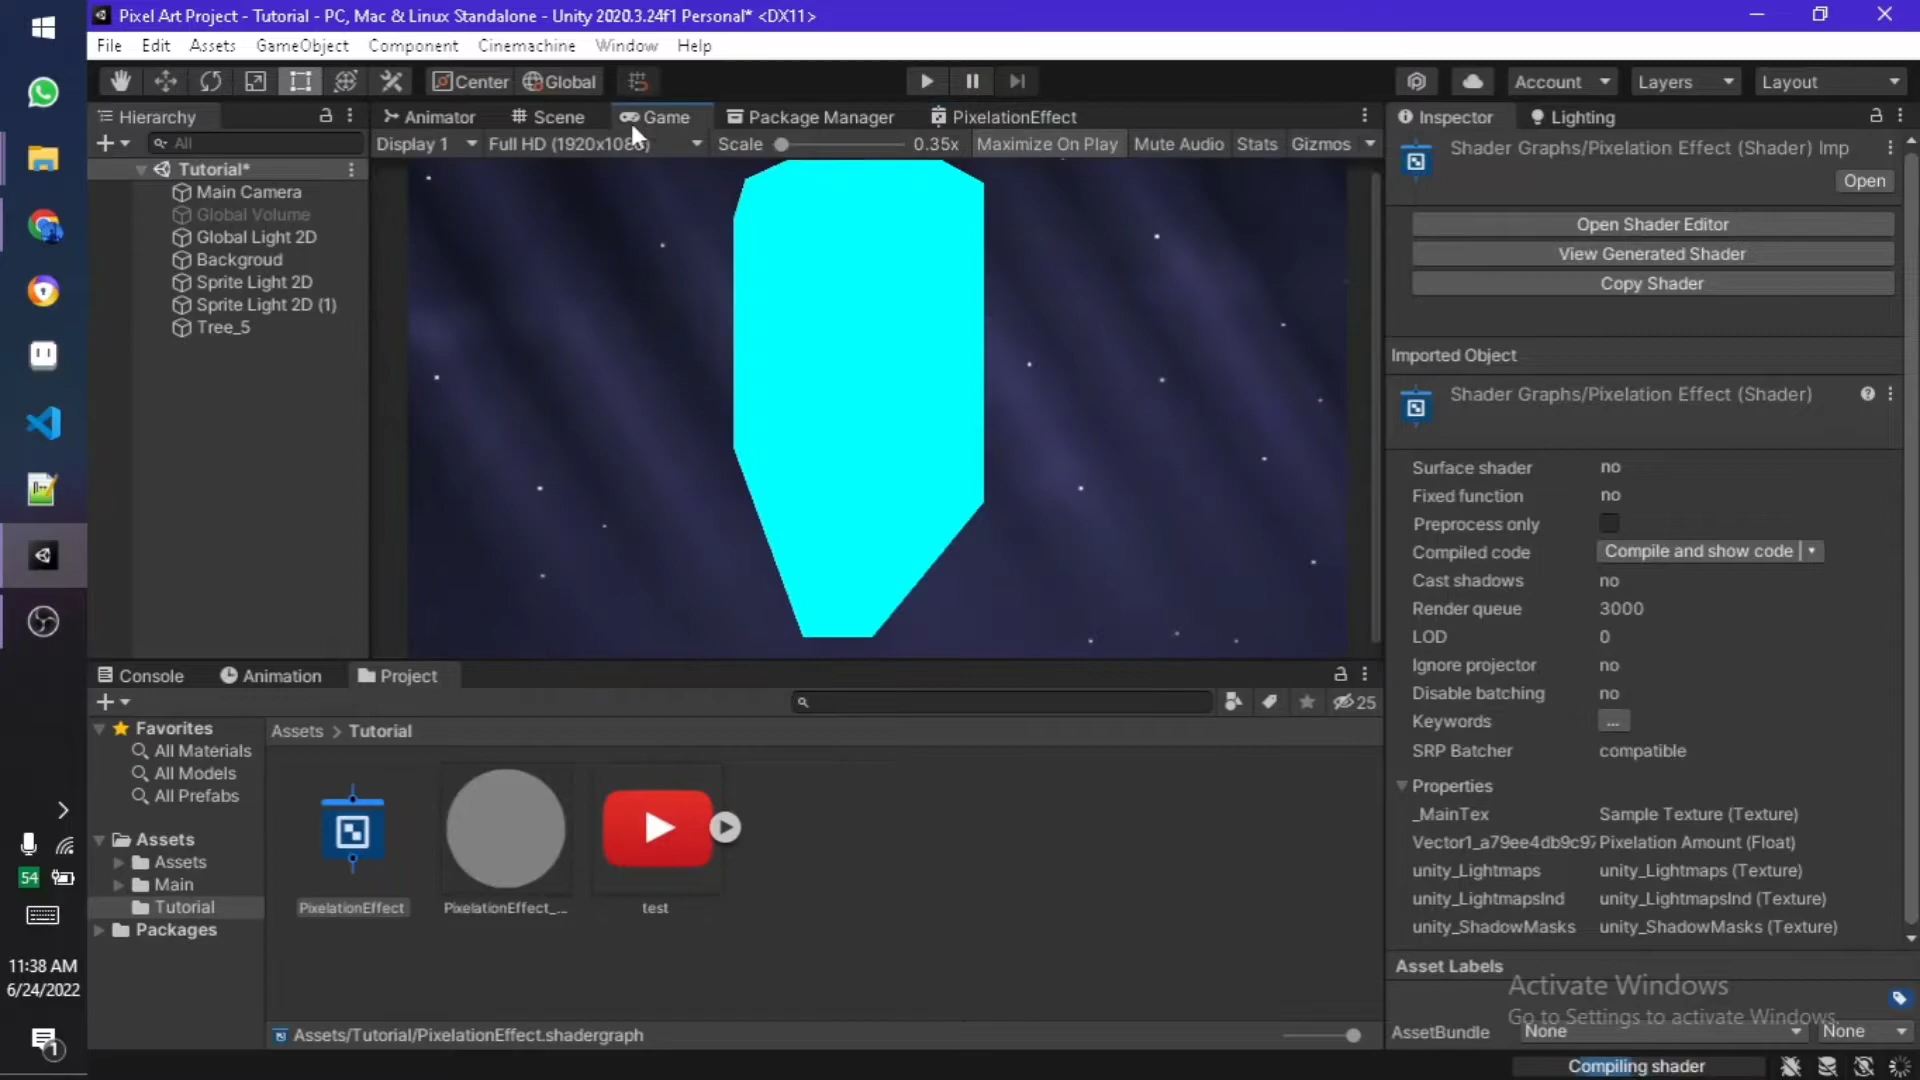 Pixel Art Project - Tutorial - PC, Mac & Linux Standalone - Unity 2020.3.24f1 Personal* <DX11>
File Edit Assets GameObject Component Cinemachine Window Help
Center Global Account Layers Layout
Hierarchy Animator Scene Game Package Manager PixelationEffect Inspector Lighting
All Display 1 Full HD (1920x1080) Scale 0.35x Maximize On Play Mute Audio Stats Gizmos
Shader Graphs/Pixelation Effect (Shader) Imp
Open
Tutorial*
Main Camera
Global Volume
Global Light 2D
Backgroud
Sprite Light 2D
Sprite Light 2D (1)
Tree_5
Open Shader Editor
View Generated Shader
Copy Shader
Imported Object
Shader Graphs/Pixelation Effect (Shader)
Surface shader no
Fixed function no
Preprocess only
Compiled code Compile and show code
Cast shadows no
Render queue 3000
LOD 0
Ignore projector no
Disable batching no
Keywords ...
SRP Batcher compatible
Properties
_MainTex Sample Texture (Texture)
Vector1_a79ee4db9c97 Pixelation Amount (Float)
unity_Lightmaps unity_Lightmaps (Texture)
unity_LightmapsInd unity_LightmapsInd (Texture)
unity_ShadowMasks unity_ShadowMasks (Texture)
Asset Labels
AssetBundle None None
Activate Windows
Go to Settings to activate Windows.
Console Animation Project
25
Favorites
All Materials
All Models
All Prefabs
Assets
Assets
Main
Tutorial
Packages
Assets > Tutorial
PixelationEffect PixelationEffect_... test
Assets/Tutorial/PixelationEffect.shadergraph
Compiling shader
54
11:38 AM
6/24/2022
1